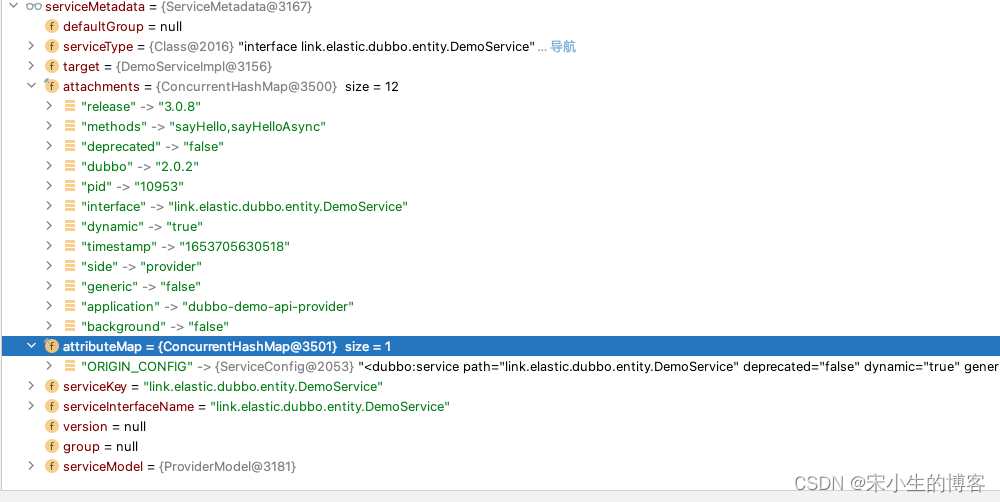 serviceMetadata = {ServiceMetadata@3167}
defaultGroup = null
serviceType = {Class@2016} "interface link.elastic.dubbo.entity.DemoService" ... 导航
target = {DemoServiceImpl@3156}
attachments = {ConcurrentHashMap@3500} size = 12
"release" -> "3.0.8"
"methods" -> "sayHello,sayHelloAsync"
"deprecated" -> "false"
"dubbo" -> "2.0.2"
"pid" -> "10953"
"interface" -> "link.elastic.dubbo.entity.DemoService"
"dynamic" -> "true"
"timestamp" -> "1653705630518"
"side" -> "provider"
"generic" -> "false"
"application" -> "dubbo-demo-api-provider"
"background" -> "false"
attributeMap = {ConcurrentHashMap@3501} size = 1
"ORIGIN_CONFIG" -> {ServiceConfig@2053} "<dubbo:service path="link.elastic.dubbo.entity.DemoService" deprecated="false" dynamic="true" gener
serviceKey = "link.elastic.dubbo.entity.DemoService"
serviceInterfaceName = "link.elastic.dubbo.entity.DemoService"
version = null
group = null
serviceModel = {ProviderModel@3181}
CSDN @宋小生的博客